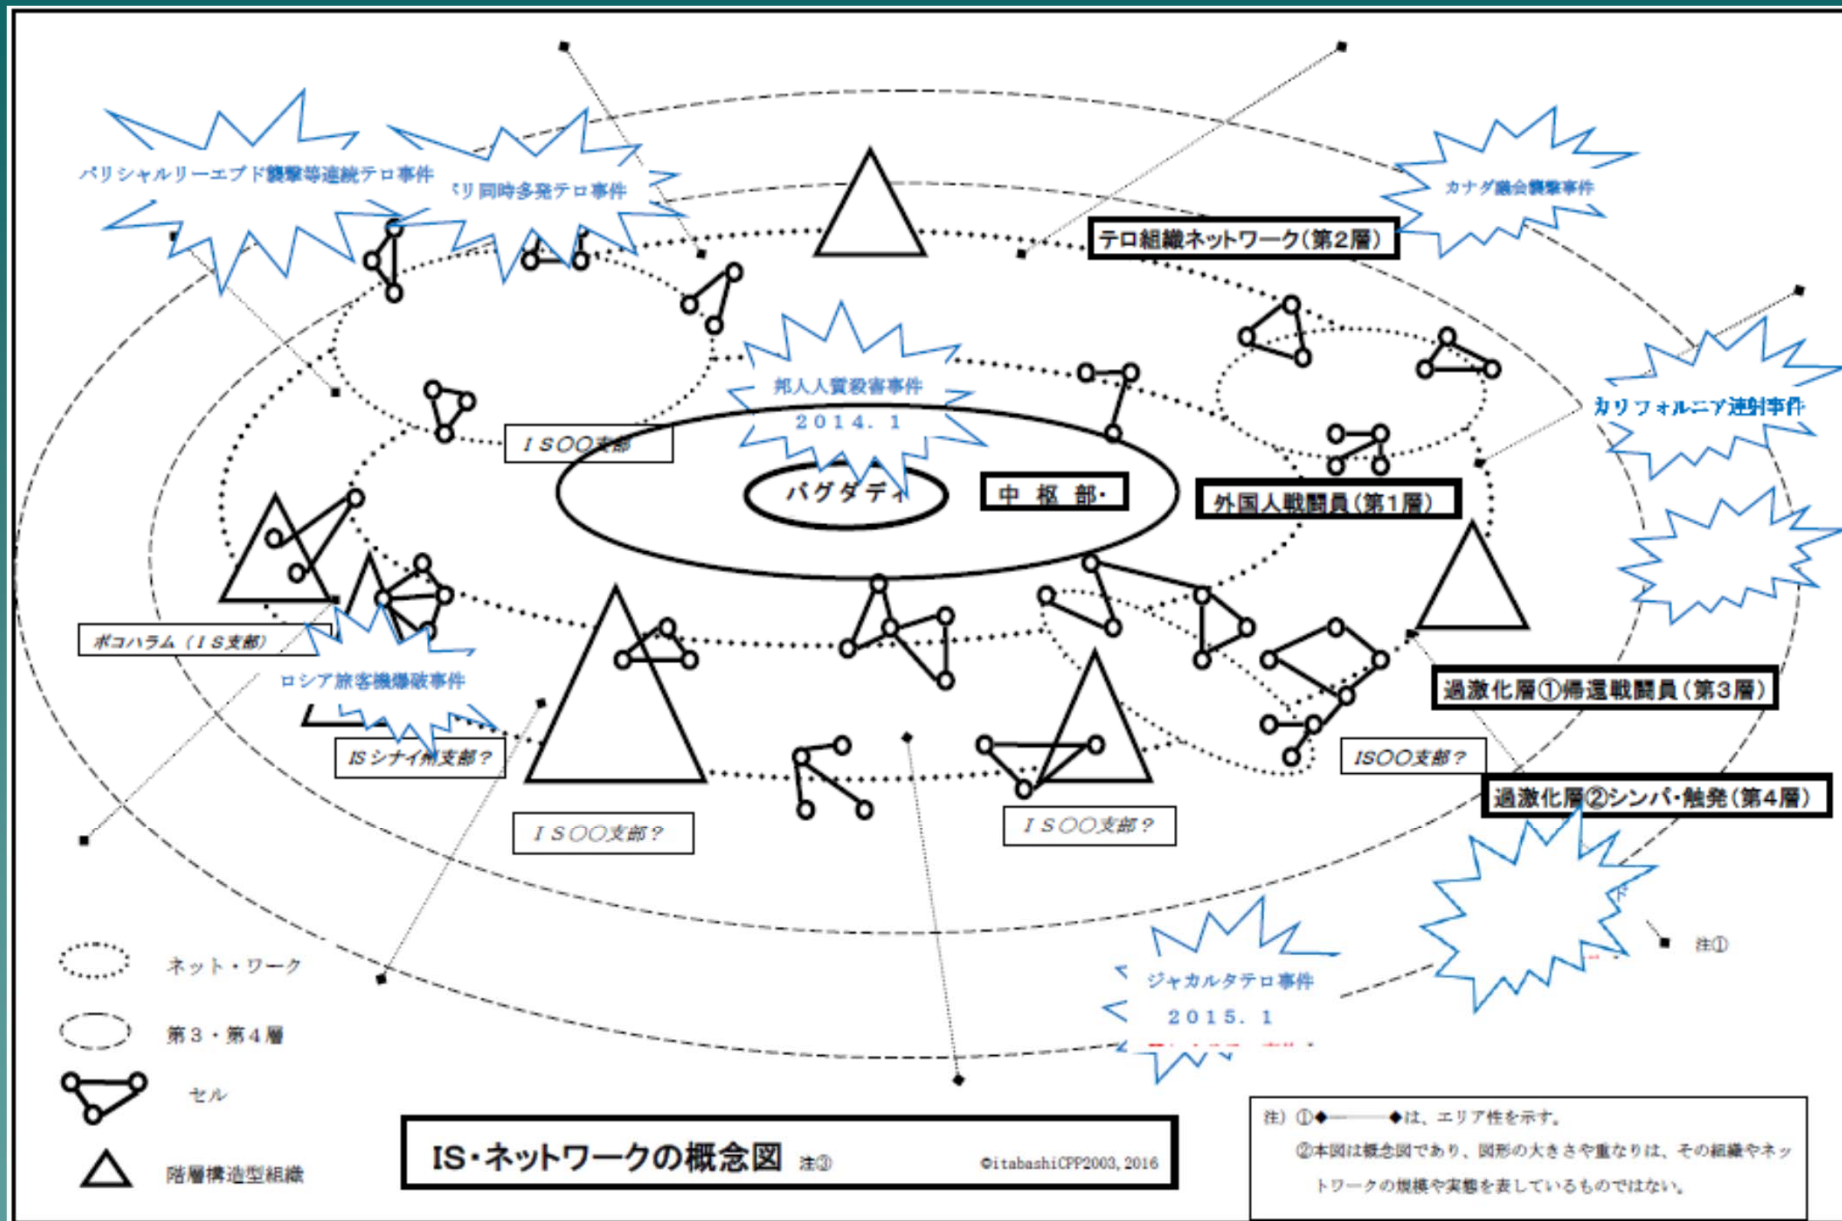 パリシャルリーエブド襲撃等連続テロ事件
パリ同時多発テロ事件
カナダ議会襲撃事件
テロ組織ネットワーク(第2層)
邦人人質殺害事件
2014. 1
カリフォルニア連射事件
IS〇〇支部
バグダディ
中 枢 部・
外国人戦闘員(第1層)
ボコハラム(IS支部)
ロシア旅客機爆破事件
過激化層①帰還戦闘員(第3層)
ISシナイ州支部?
IS〇〇支部?
過激化層②シンパ・触発(第4層)
IS〇〇支部?
IS〇〇支部?
注①
ネット・ワーク
ジャカルタテロ事件
2015. 1
第3・第4層
セル
階層構造型組織
IS・ネットワークの概念図 注③ ©itabashiCPP2003,2016
注)①◆―――◆は、エリア性を示す。
②本図は概念図であり、図形の大きさや重なりは、その組織やネッ
トワークの規模や実態を表しているものではない。